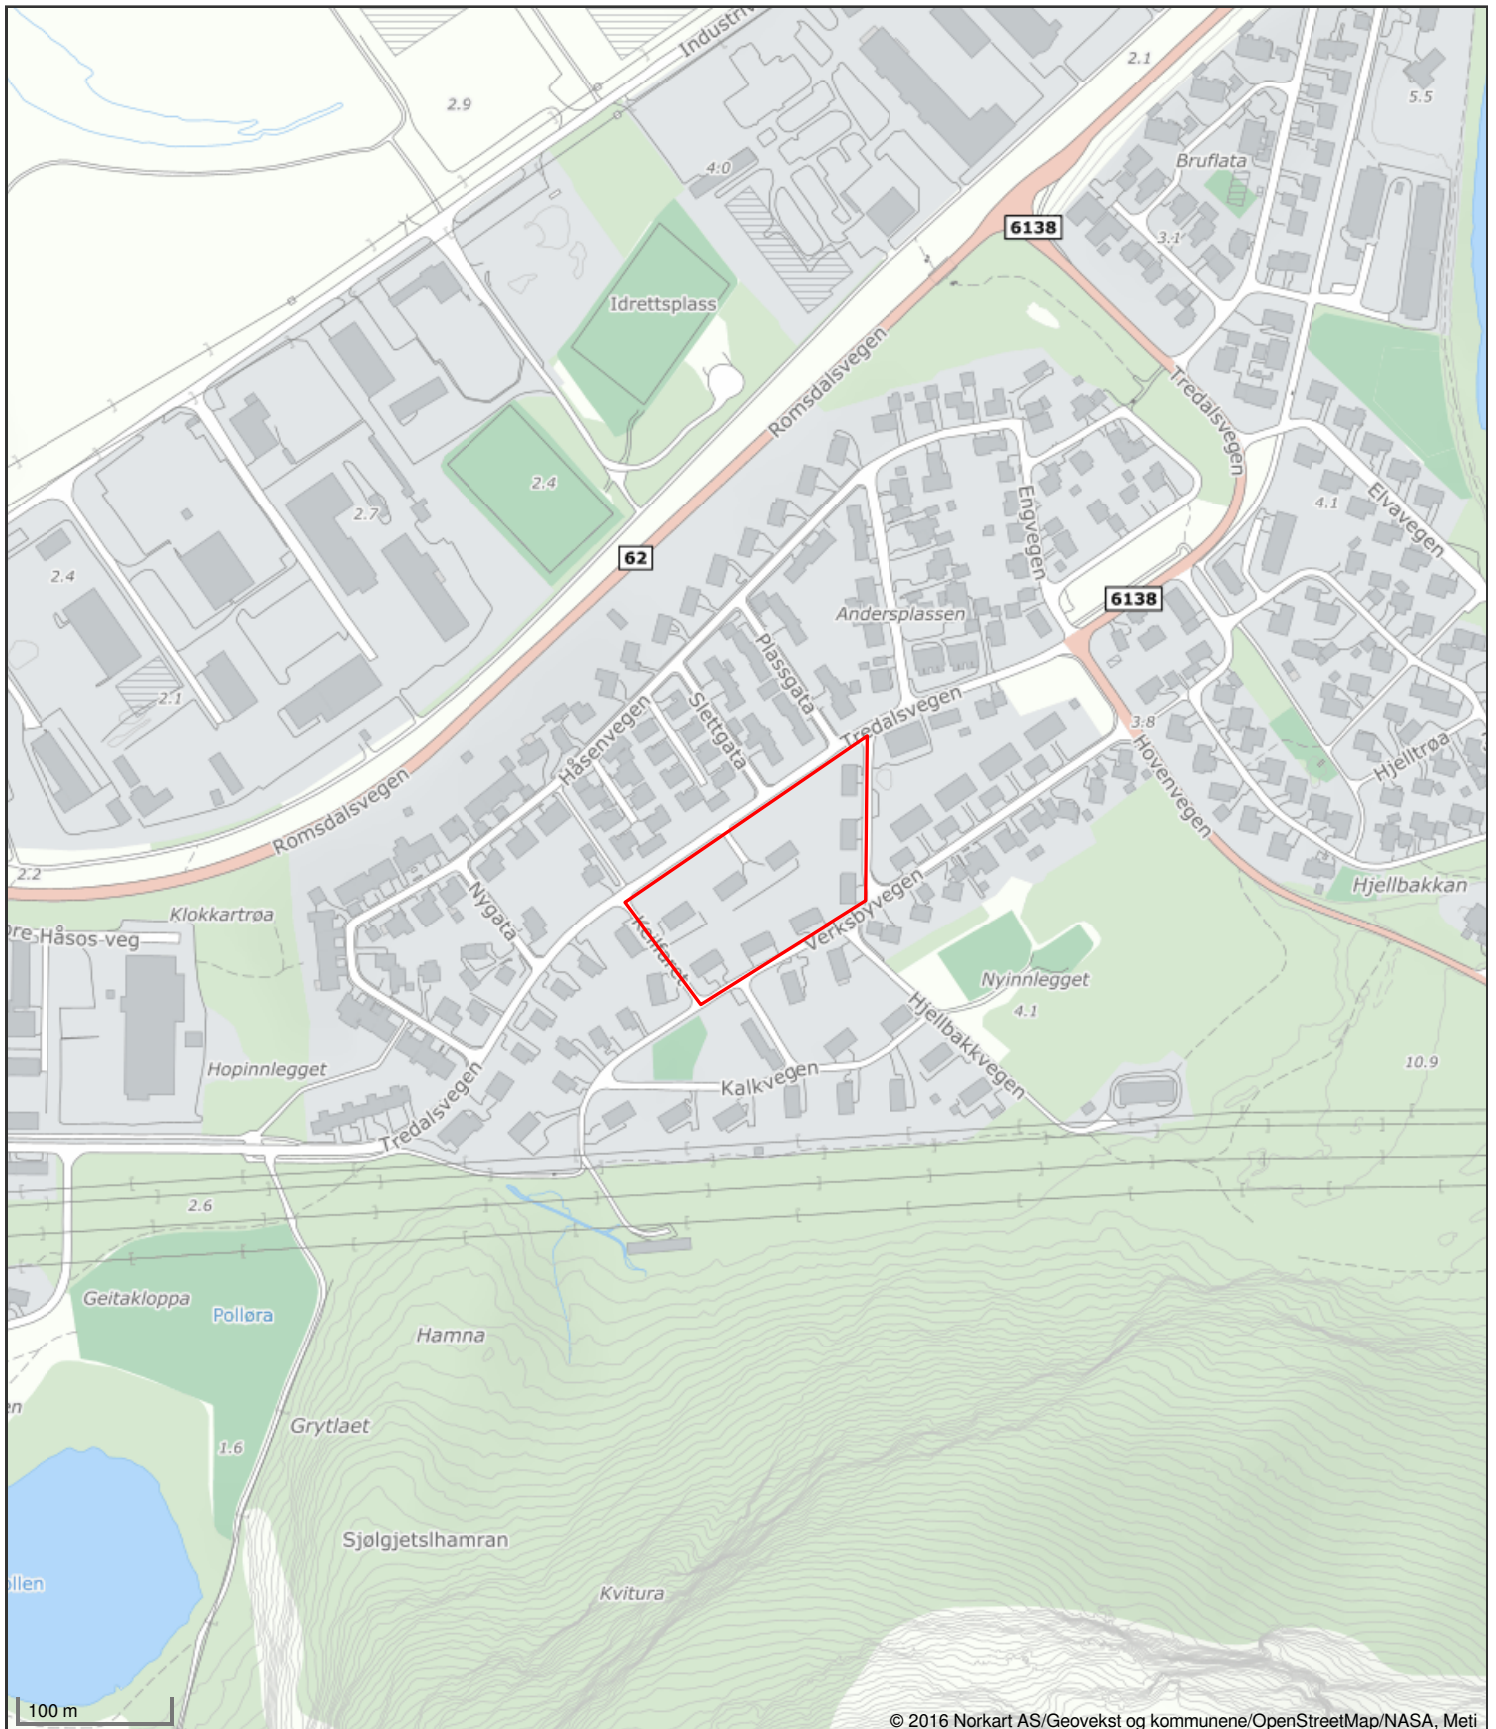 Industriv
2.1
2.9
5.5
4.0
Bruflata
6138
3.1
Idrettsplass
Romsdalsvegen
Tredalsvegen
2.4
2.7
4.1
Elvavegen
Engvegen
62
2.4
6138
Andersplassen
Plassgata
2.1
Slettgata
Tredalsvegen
3.8
Håsenvegen
Hovenvegen
Hjelltrøa
Romsdalsvegen
2.2
Nygata
Verksbyvegen
Hjellbakkan
Klokkartrøa
ore Håsos veg
Nyinnlegget
4.1
Hjellbakkvegen
Hopinnlegget
Kalkvegen
10.9
Tredalsvegen
2.6
Geitakloppa
Polløra
Hamna
en
Grytlaet
1.6
Sjølgjetslhamran
ollen
Kvitura
100 m
© 2016 Norkart AS/Geovekst og kommunene/OpenStreetMap/NASA, Meti